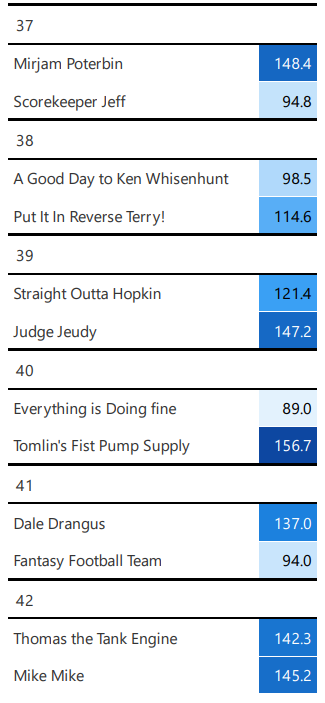 37
Mirjam Poterbin 148.4
Scorekeeper Jeff 94.8
38
A Good Day to Ken Whisenhunt 98.5
Put It In Reverse Terry! 114.6
39
Straight Outta Hopkin 121.4
Judge Jeudy 147.2
40
Everything is Doing fine 89.0
Tomlin's Fist Pump Supply 156.7
41
Dale Drangus 137.0
Fantasy Football Team 94.0
42
Thomas the Tank Engine 142.3
Mike Mike 145.2